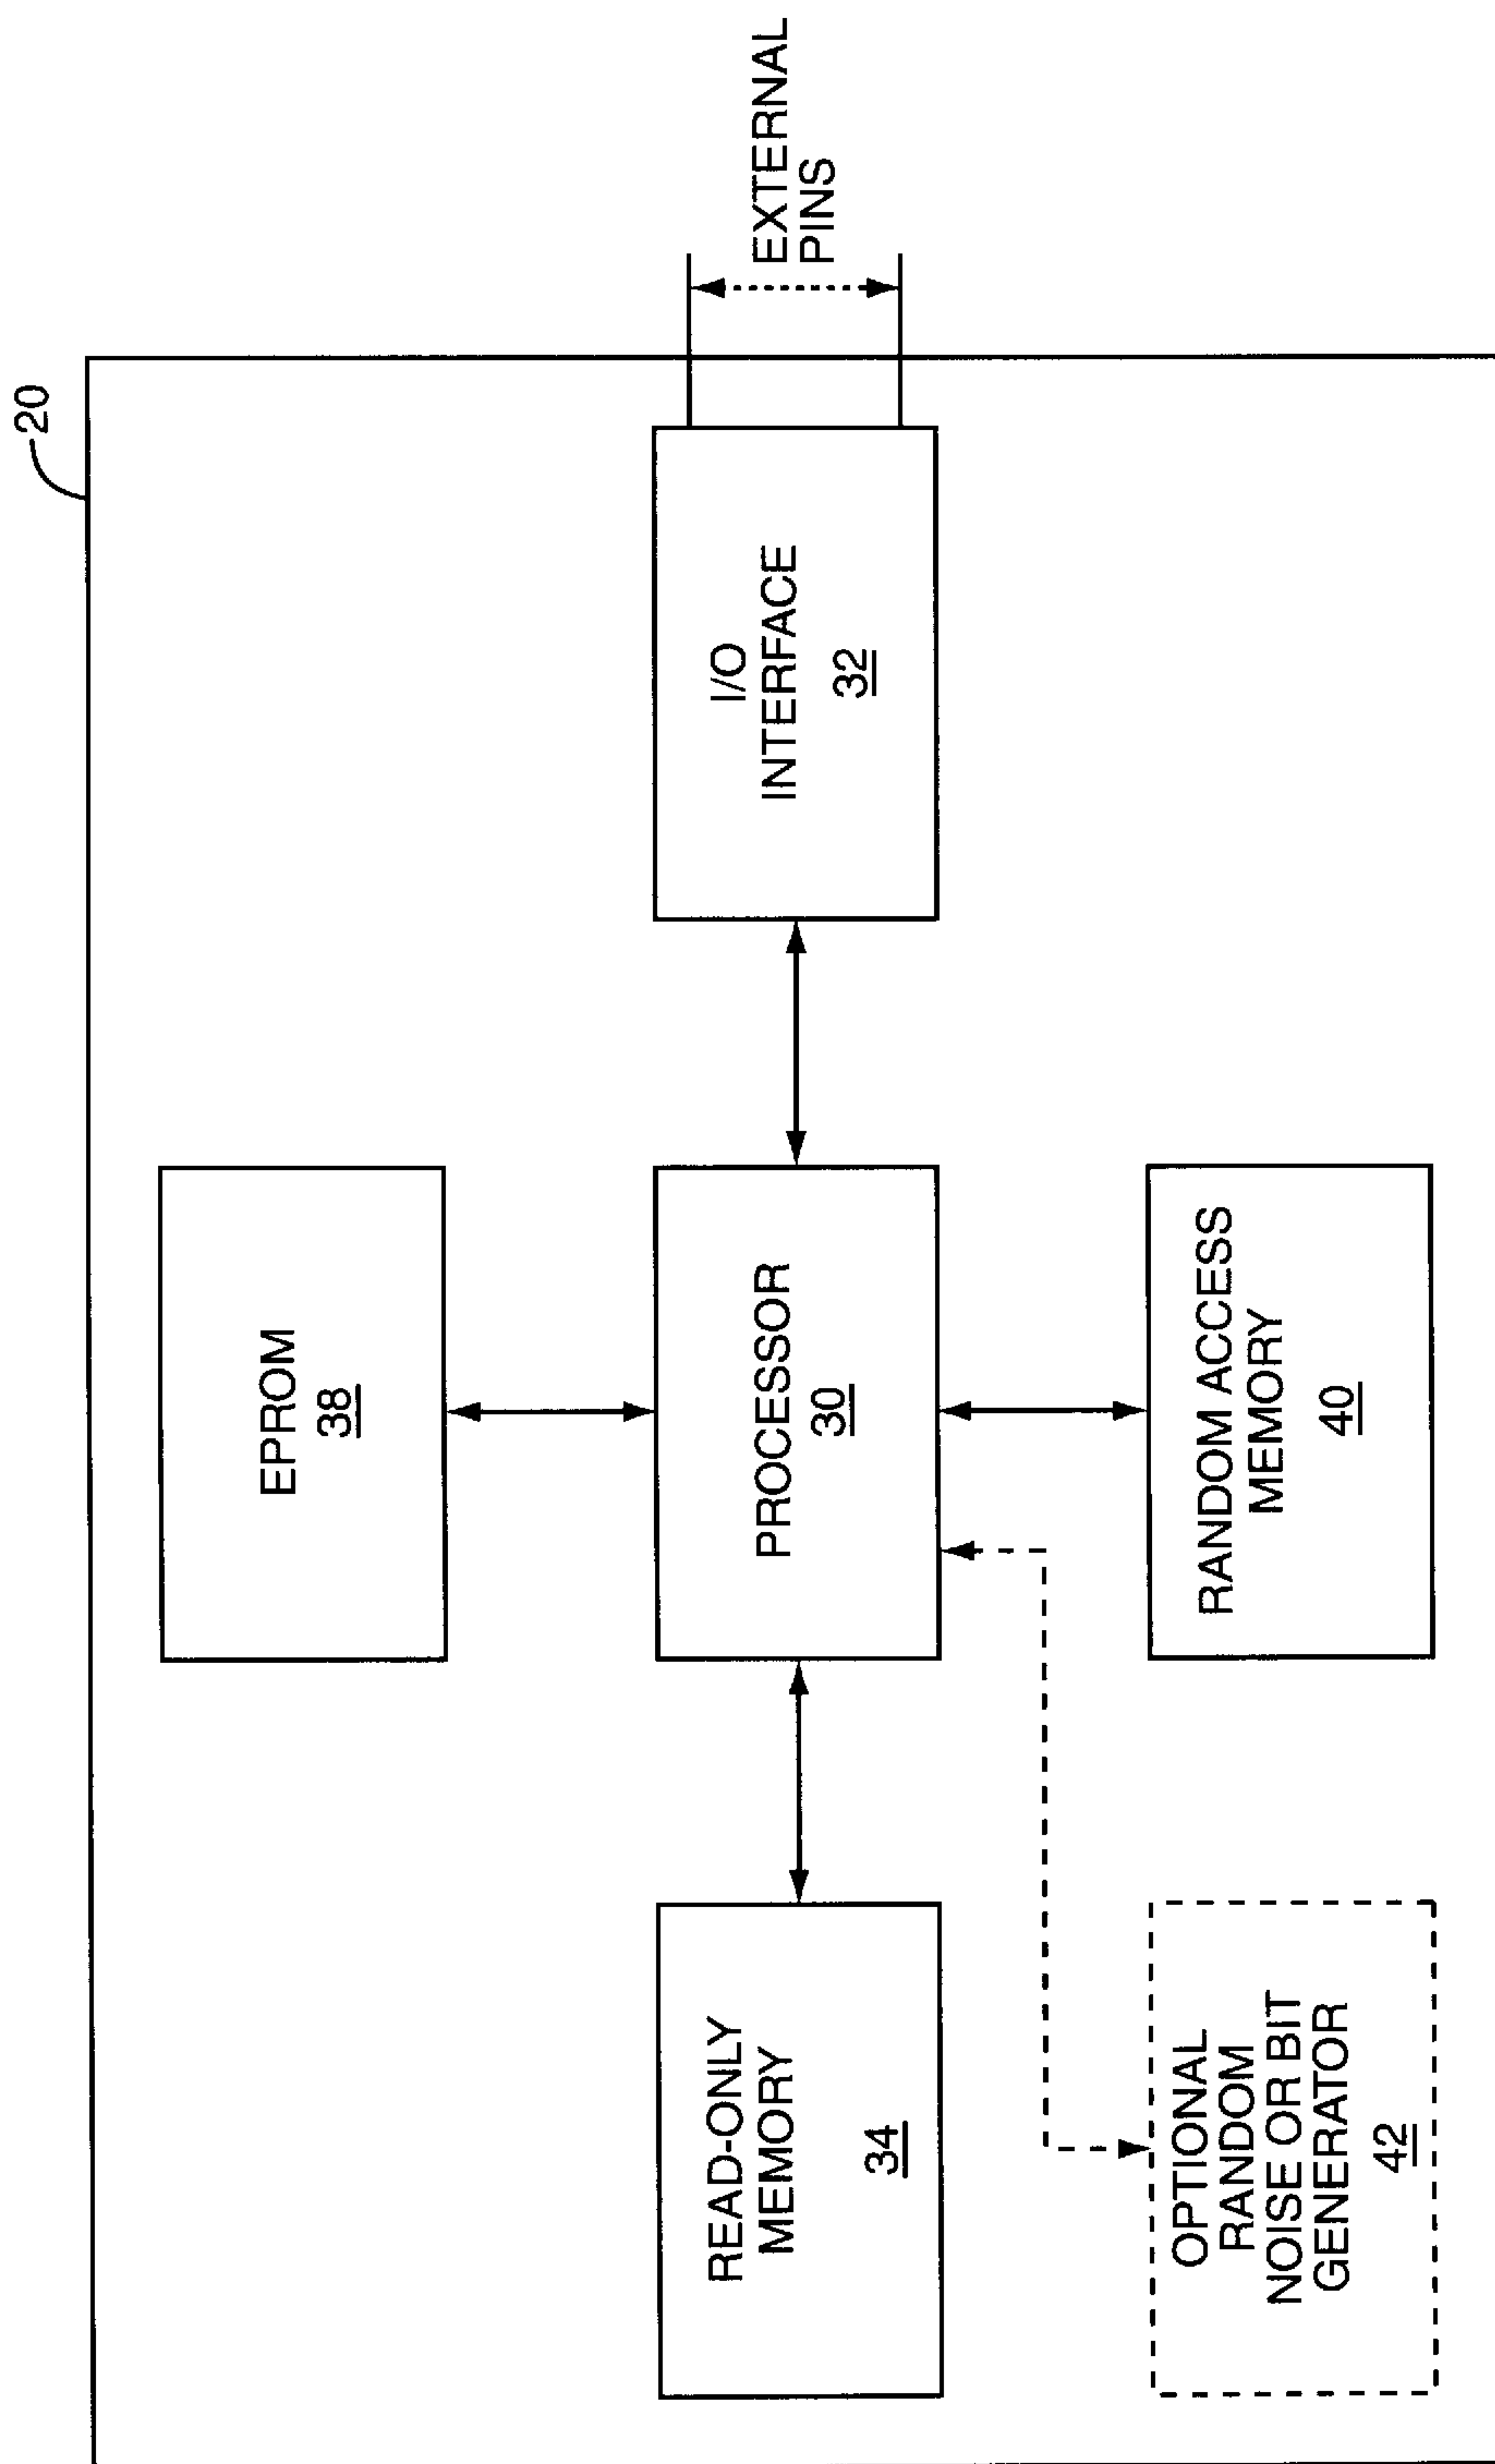 20
EPROM
38
READ-ONLY
MEMORY
34
PROCESSOR
30
I/O
INTERFACE
32
EXTERNAL
PINS
OPTIONAL
RANDOM
NOISE OR BIT
GENERATOR
42
RANDOM ACCESS
MEMORY
40